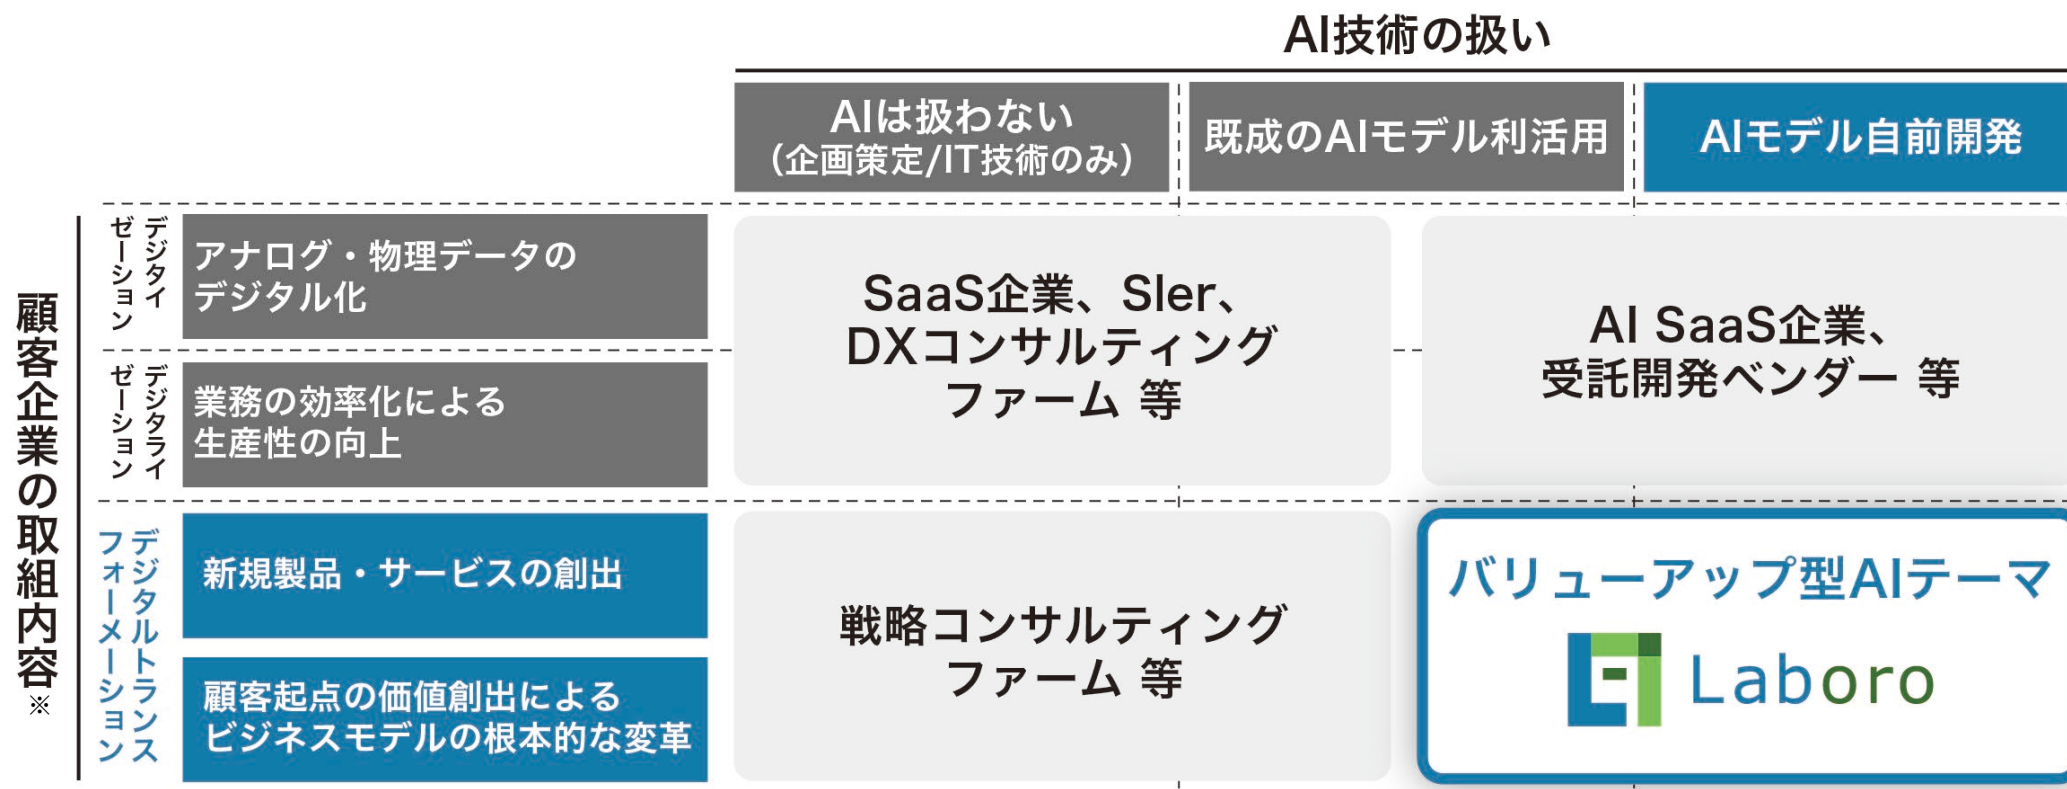 AI技術の扱い
AIは扱わない
（企画策定/IT技術のみ）
既成のAIモデル利活用
AIモデル自前開発
顧客企業の取組内容※
デジタイ
ゼーション
アナログ・物理データの
デジタル化
デジタライ
ゼーション
業務の効率化による
生産性の向上
SaaS企業、SIer、
DXコンサルティング
ファーム 等
AI SaaS企業、
受託開発ベンダー 等
デジタルトランス
フォーメーション
新規製品・サービスの創出
顧客起点の価値創出による
ビジネスモデルの根本的な変革
戦略コンサルティング
ファーム 等
バリューアップ型AIテーマ
Laboro